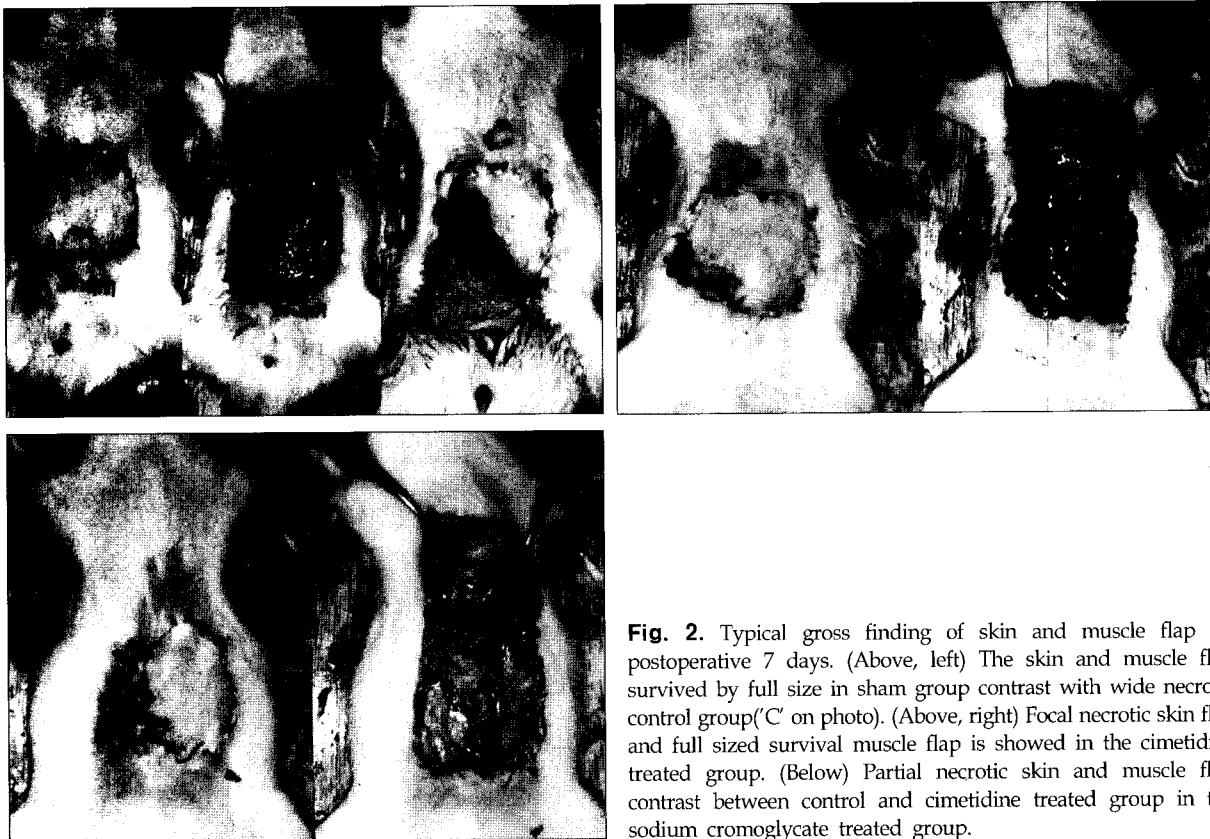 Fig. 2. Typical gross finding of skin and muscle flap
postoperative 7 days. (Above, left) The skin and muscle fl
survived by full size in sham group contrast with wide necro
control group('C' on photo). (Above, right) Focal necrotic skin fl
and full sized survival muscle flap is showed in the cimetidi
treated group. (Below) Partial necrotic skin and muscle fl
contrast between control and cimetidine treated group in t
sodium cromoglycate treated group.